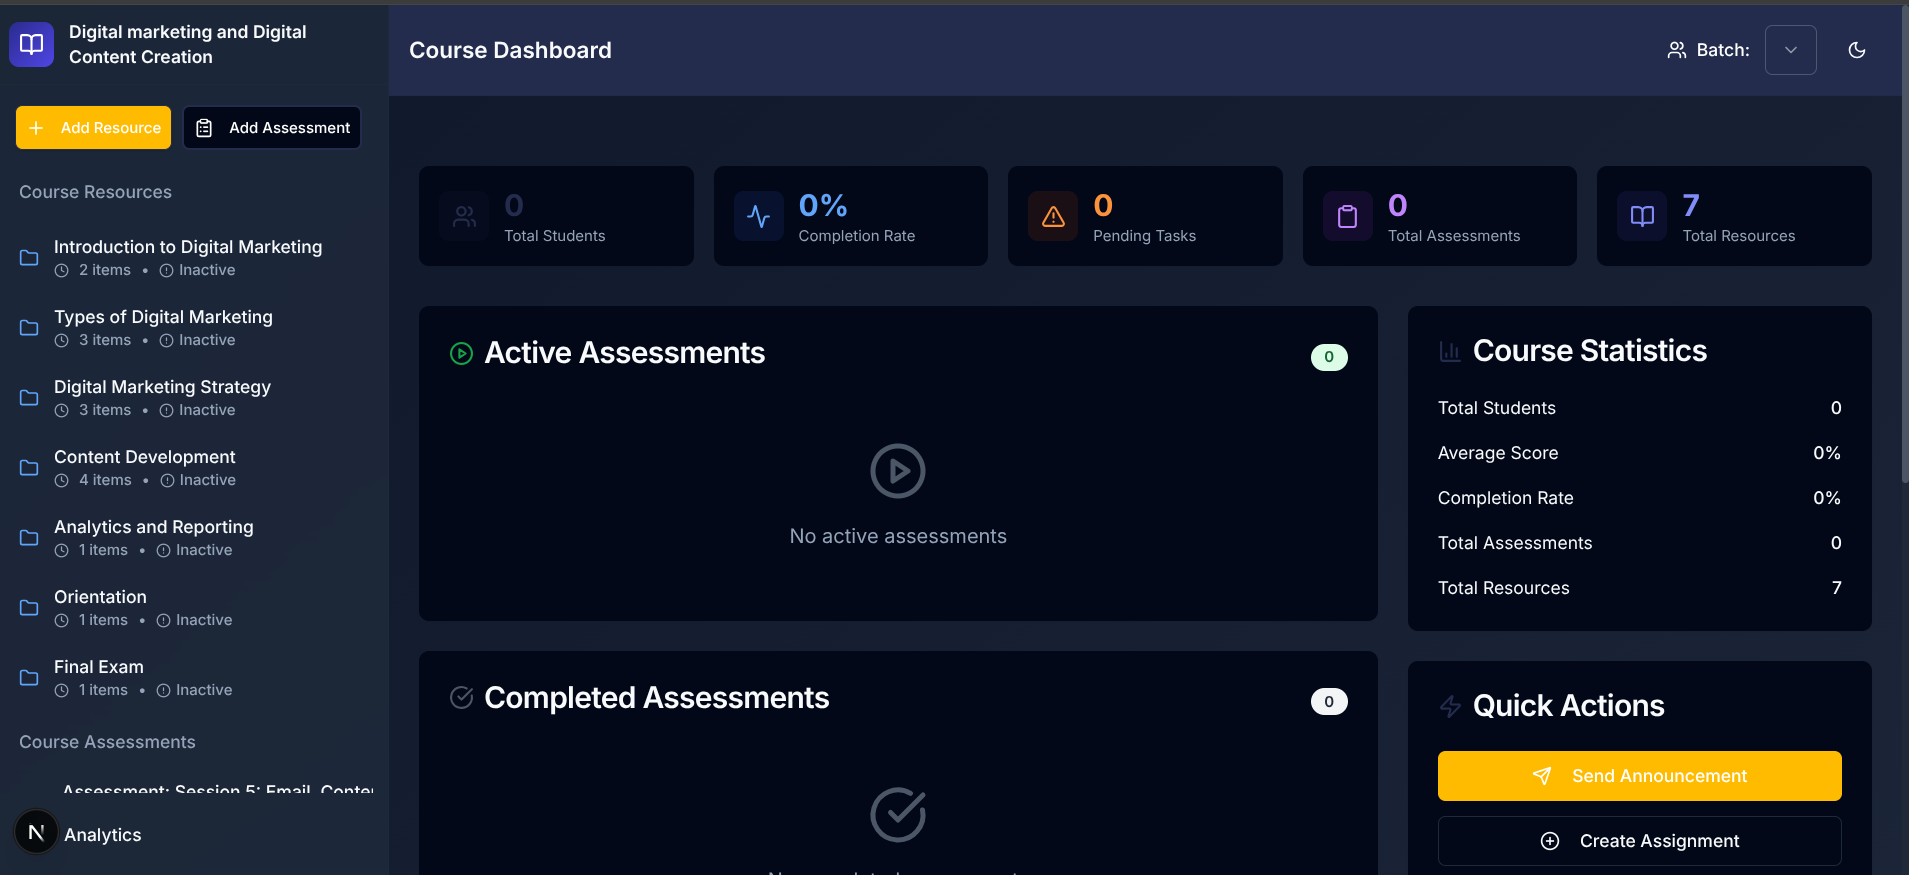 Digital marketing and Digital
Content Creation
Course Dashboard
Batch:
Add Resource
Add Assessment
Course Resources
Introduction to Digital Marketing
2 items • Inactive
Types of Digital Marketing
3 items • Inactive
Digital Marketing Strategy
3 items • Inactive
Content Development
4 items • Inactive
Analytics and Reporting
1 items • Inactive
Orientation
1 items • Inactive
Final Exam
1 items • Inactive
Course Assessments
Assessment: Session 5: Email, Conte
N
Analytics
0
Total Students
0%
Completion Rate
0
Pending Tasks
0
Total Assessments
7
Total Resources
Active Assessments
0
No active assessments
Completed Assessments
0
Course Statistics
Total Students 0
Average Score 0%
Completion Rate 0%
Total Assessments 0
Total Resources 7
Quick Actions
Send Announcement
Create Assignment